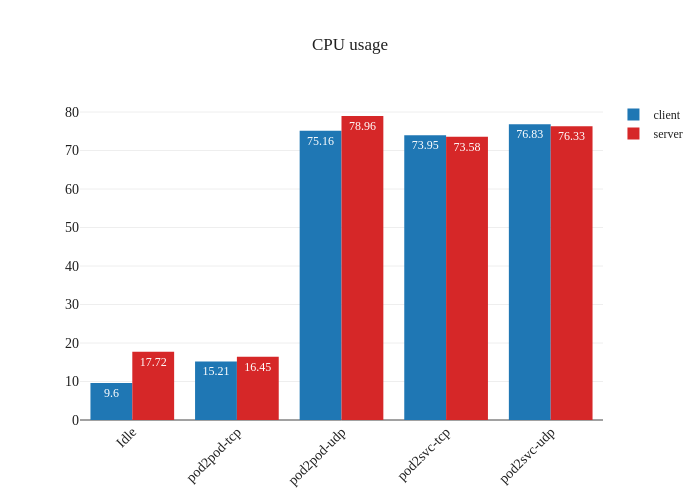 CPU usage
client
server
80
70
60
50
40
30
20
10
0
9.6
17.72
15.21
16.45
75.16
78.96
73.95
73.58
76.83
76.33
Idle
pod2pod-tcp
pod2pod-udp
pod2svc-tcp
pod2svc-udp